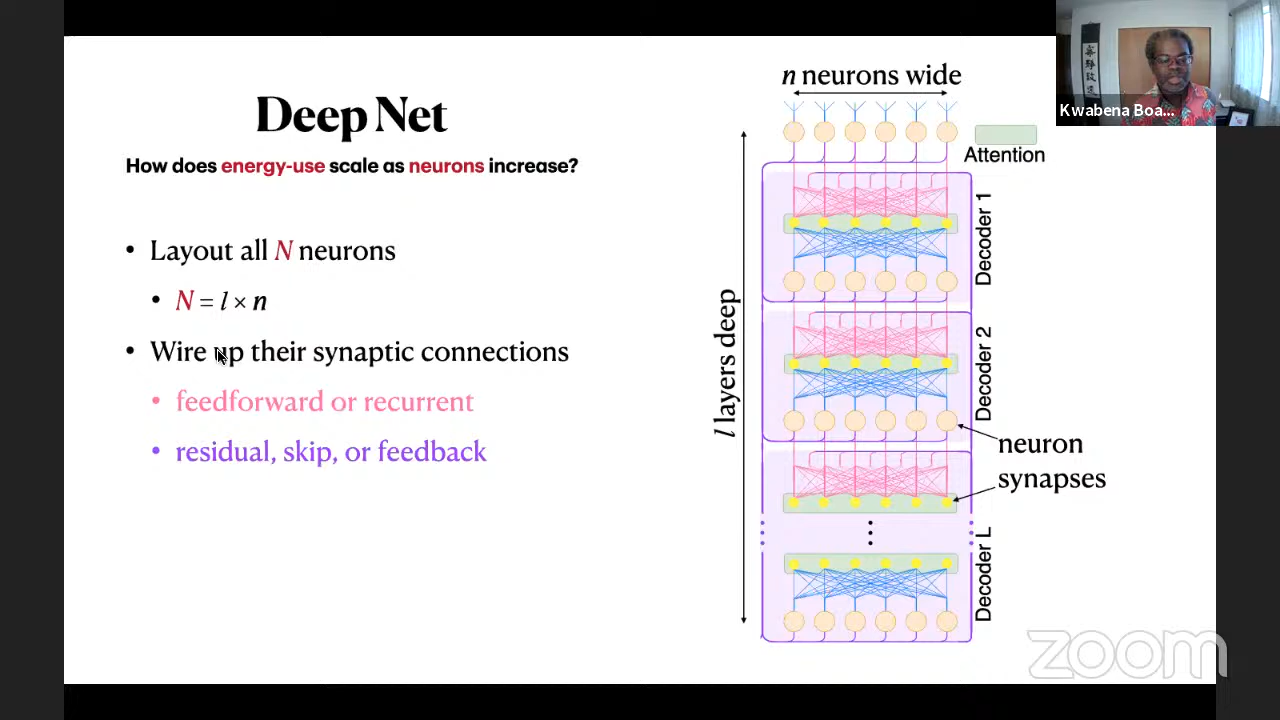 n neurons wide
Kwabena Boa...
Deep Net
How does energy-use scale as neurons increase?
Attention
Decoder 1
• Layout all N neurons
• N = l × n
• Wire up their synaptic connections
• feedforward or recurrent
• residual, skip, or feedback
l layers deep
Decoder 2
neuron
synapses
Decoder L
zoom